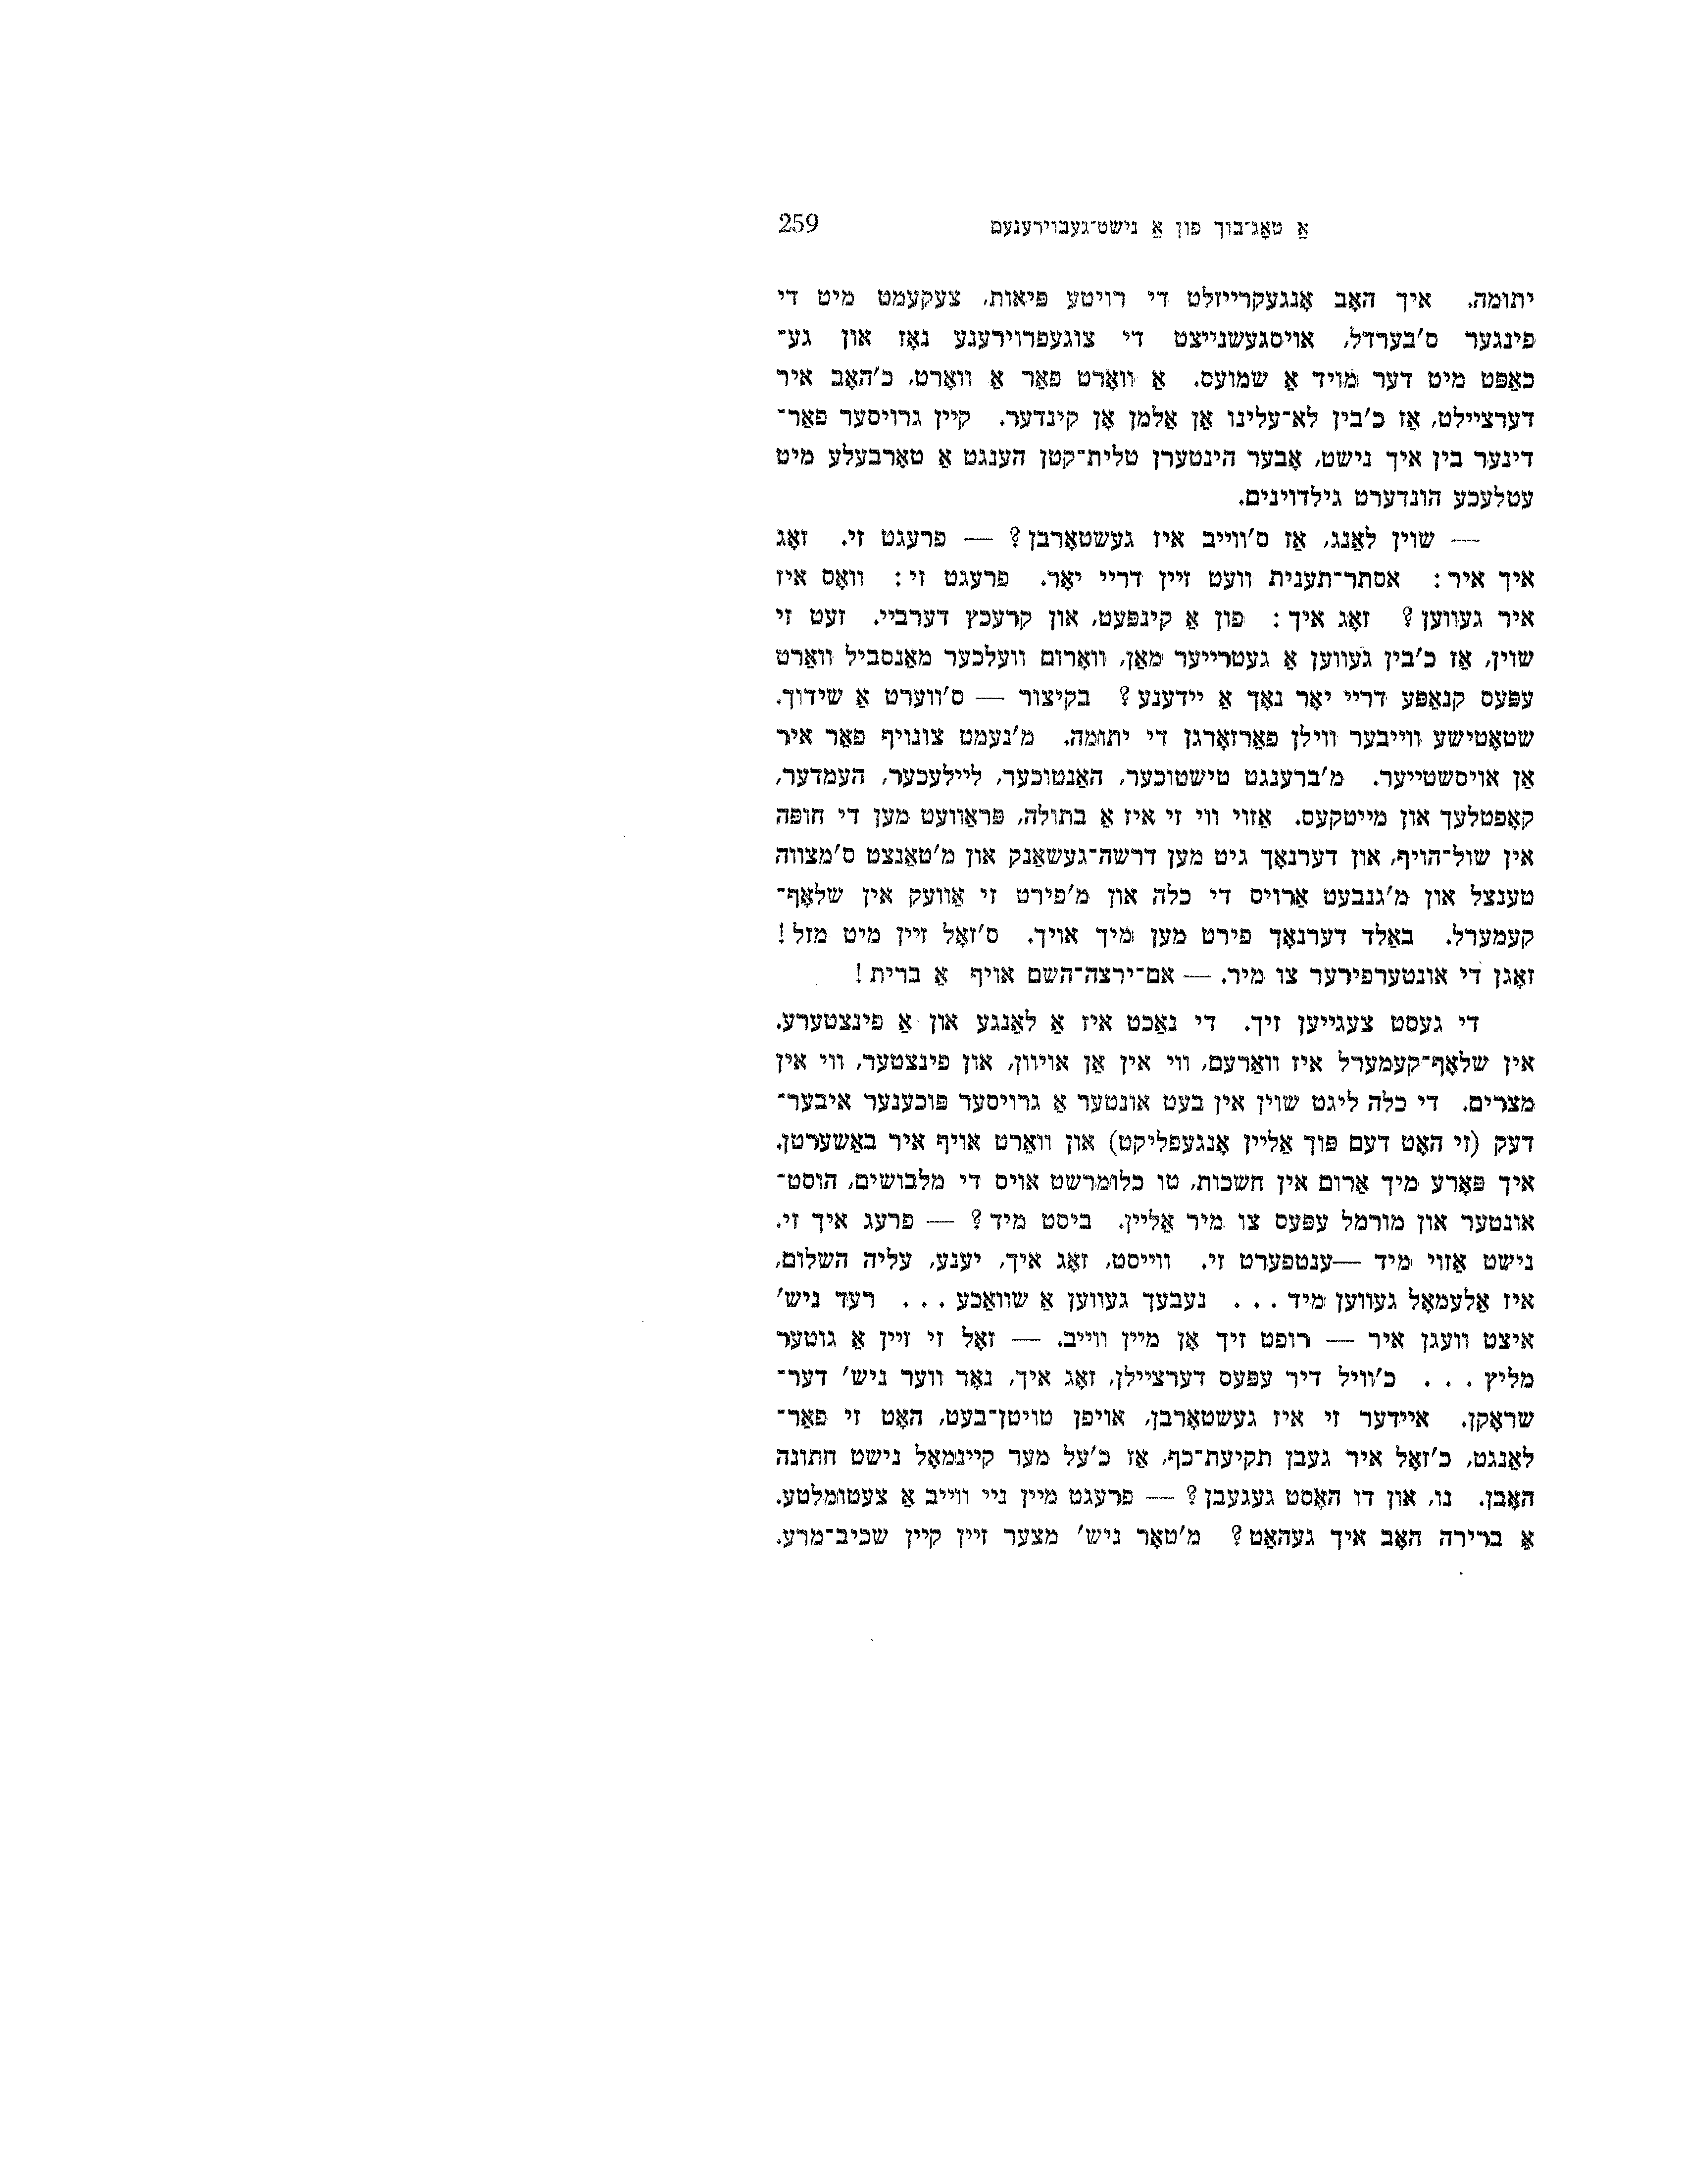 אַ טאָג־בוך פון אַ נישט־געבוירענעם 259
יתומה. איך האָב אָנגעקרייזלט די רויטע פּיאות, צעקעמט מיט די
פינגער ס'בערדל, אויסגעשנייצט די צוגעפרוירענע נאָז און גע־
כאַפּט מיט דער מויד אַ שמועס. אַ וואָרט פאַר אַ וואָרט, כ'האָב איר
דערציילט, אַז כ'בין לא־עלינו אַן אַלמן אָן קינדער. קיין גרויסער פאַר־
דינער בין איך נישט, אָבער הינטערן טלית־קטן הענגט אַ טאָרבעלע מיט
עטלעכע הונדערט גילדוינים.
— שוין לאַנג, אַז ס'ווייב איז געשטאָרבן? — פרעגט זי. זאָג
איך איר: אסתר־תענית וועט זיין דריי יאָר. פרעגט זי: וואָס איז
איר געווען? זאָג איך: פון אַ קינפּעט, און קרעכץ דערביי. זעט זי
שוין, אַז כ'בין געווען אַ געטרייער מאַן, וואָרום וועלכער מאַנסביל וואַרט
עפּעס קנאַפּע דריי יאָר נאָך אַ יידענע? בקיצור — ס'ווערט אַ שידוך.
שטאָטישע ווייבער ווילן פאַרזאָרגן די יתומה. מ'נעמט צונויף פאַר איר
אַן אויסשטייער. מ'ברענגט טישטוכער, האַנטוכער, ליילעכער, העמדער,
קאָפטלעך און מייטקעס. אַזוי ווי זי איז אַ בתולה, פּראַוועט מען די חופּה
אין שול־הויף, און דערנאָך גיט מען דרשה־געשאַנק און מ'טאַנצט ס'מצווה
טענצל און מ'גנבעט אַרויס די כלה און מ'פירט זי אַוועק אין שלאָף־
קעמערל. באַלד דערנאָך פירט מען מיך אויך. ס'זאָל זיין מיט מזל!
זאָגן די אונטערפירער צו מיר. — אם־ירצה־השם אויף אַ ברית!
די געסט צעגייען זיך. די נאַכט איז אַ לאַנגע און אַ פינצטערע.
אין שלאָף־קעמערל איז וואַרעם, ווי אין אַן אויוון, און פינצטער, ווי אין
מצרים. די כלה ליגט שוין אין בעט אונטער אַ גרויסער פּוכענער איבער־
דעק (זי האָט דעם פּוך אַליין אָנגעפליקט) און וואַרט אויף איר באַשערטן.
איך פּאָרע מיך אַרום אין חשכות, טו כלומרשט אויס די מלבושים, הוסט־
אונטער און מורמל עפּעס צו מיר אַליין. ביסט מיד? — פרעג איך זי.
נישט אַזוי מיד —ענטפערט זי. ווייסט, זאָג איך, יענע, עליה השלום,
איז אַלעמאָל געווען מיד . . . נעבעך געווען אַ שוואַכע . . . רעד ניש'
איצט וועגן איר — רופט זיך אָן מיין ווייב. — זאָל זי זיין אַ גוטער
מליץ . . . כ'וויל דיר עפּעס דערציילן, זאָג איך, נאָר ווער ניש' דער־
שראָקן. איידער זי איז געשטאָרבן, אויפן טויטן־בעט, האָט זי פאַר־
לאַנגט, כ'זאָל איר געבן תקיעת־כף, אַז כ'על מער קיינמאָל נישט חתונה
האָבן. נו, און דו האָסט געגעבן? — פרעגט מיין ניי ווייב אַ צעטומלטע.
אַ ברירה האָב איך געהאַט? מ'טאָר ניש' מצער זיין קיין שכיב־מרע.